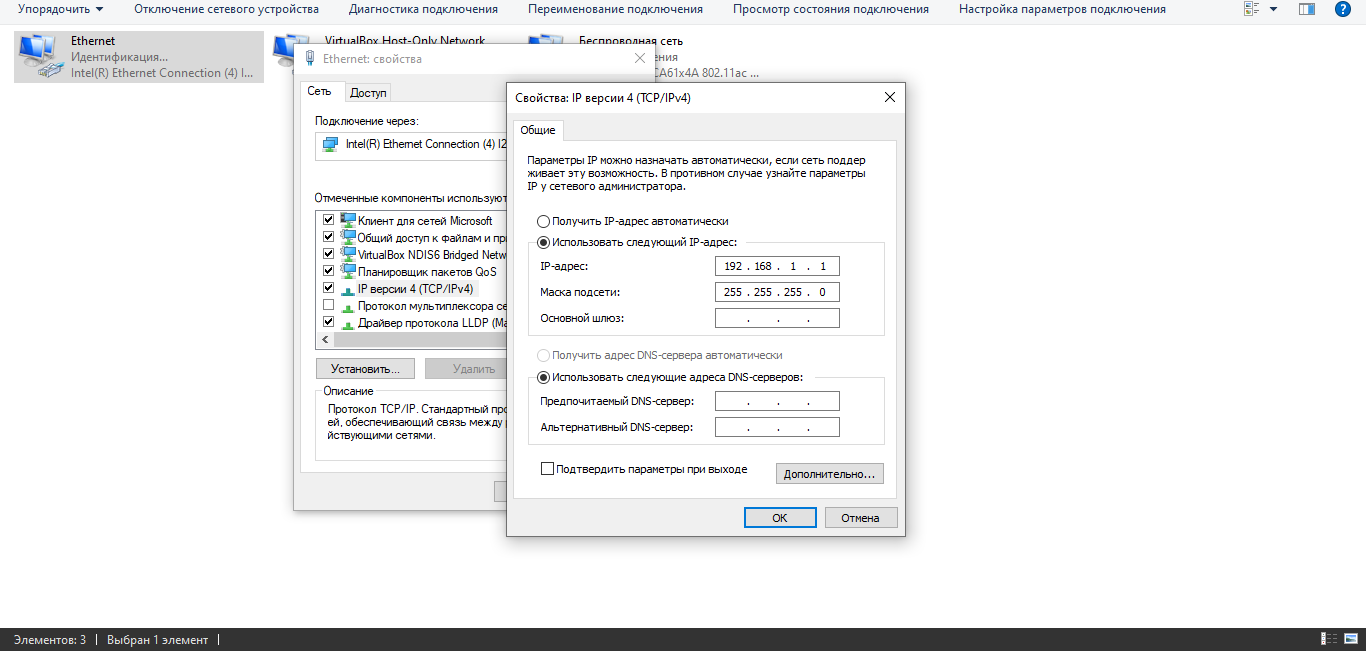 Упорядочить
Отключение сетевого устройства
Диагностика подключения
Переименование подключения
Просмотр состояния подключения
Настройка параметров подключения
Ethernet
Идентификация...
Intel(R) Ethernet Connection (4) I...
VirtualBox Host-Only Network
Беспроводная сеть
ения
CA61x4A 802.11ac ...
Ethernet: свойства
Сеть
Доступ
Подключение через:
Intel(R) Ethernet Connection (4) I2
Отмеченные компоненты используют
Клиент для сетей Microsoft
Общий доступ к файлам и пр
VirtualBox NDIS6 Bridged Netw
Планировщик пакетов QoS
IP версии 4 (TCP/IPv4)
Протокол мультиплексора се
Драйвер протокола LLDP (Ма
Установить...
Удалить
Описание
Протокол TCP/IP. Стандартный про
ей, обеспечивающий связь между
йствующими сетями.
Свойства: IP версии 4 (TCP/IPv4)
Общие
Параметры IP можно назначать автоматически, если сеть поддер
живает эту возможность. В противном случае узнайте параметры
IP у сетевого администратора.
Получить IP-адрес автоматически
Использовать следующий IP-адрес:
IP-адрес: 192 . 168 . 1 . 1
Маска подсети: 255 . 255 . 255 . 0
Основной шлюз: . . .
Получить адрес DNS-сервера автоматически
Использовать следующие адреса DNS-серверов:
Предпочитаемый DNS-сервер: . . .
Альтернативный DNS-сервер: . . .
Подтвердить параметры при выходе
Дополнительно...
ОК
Отмена
Элементов: 3
Выбран 1 элемент